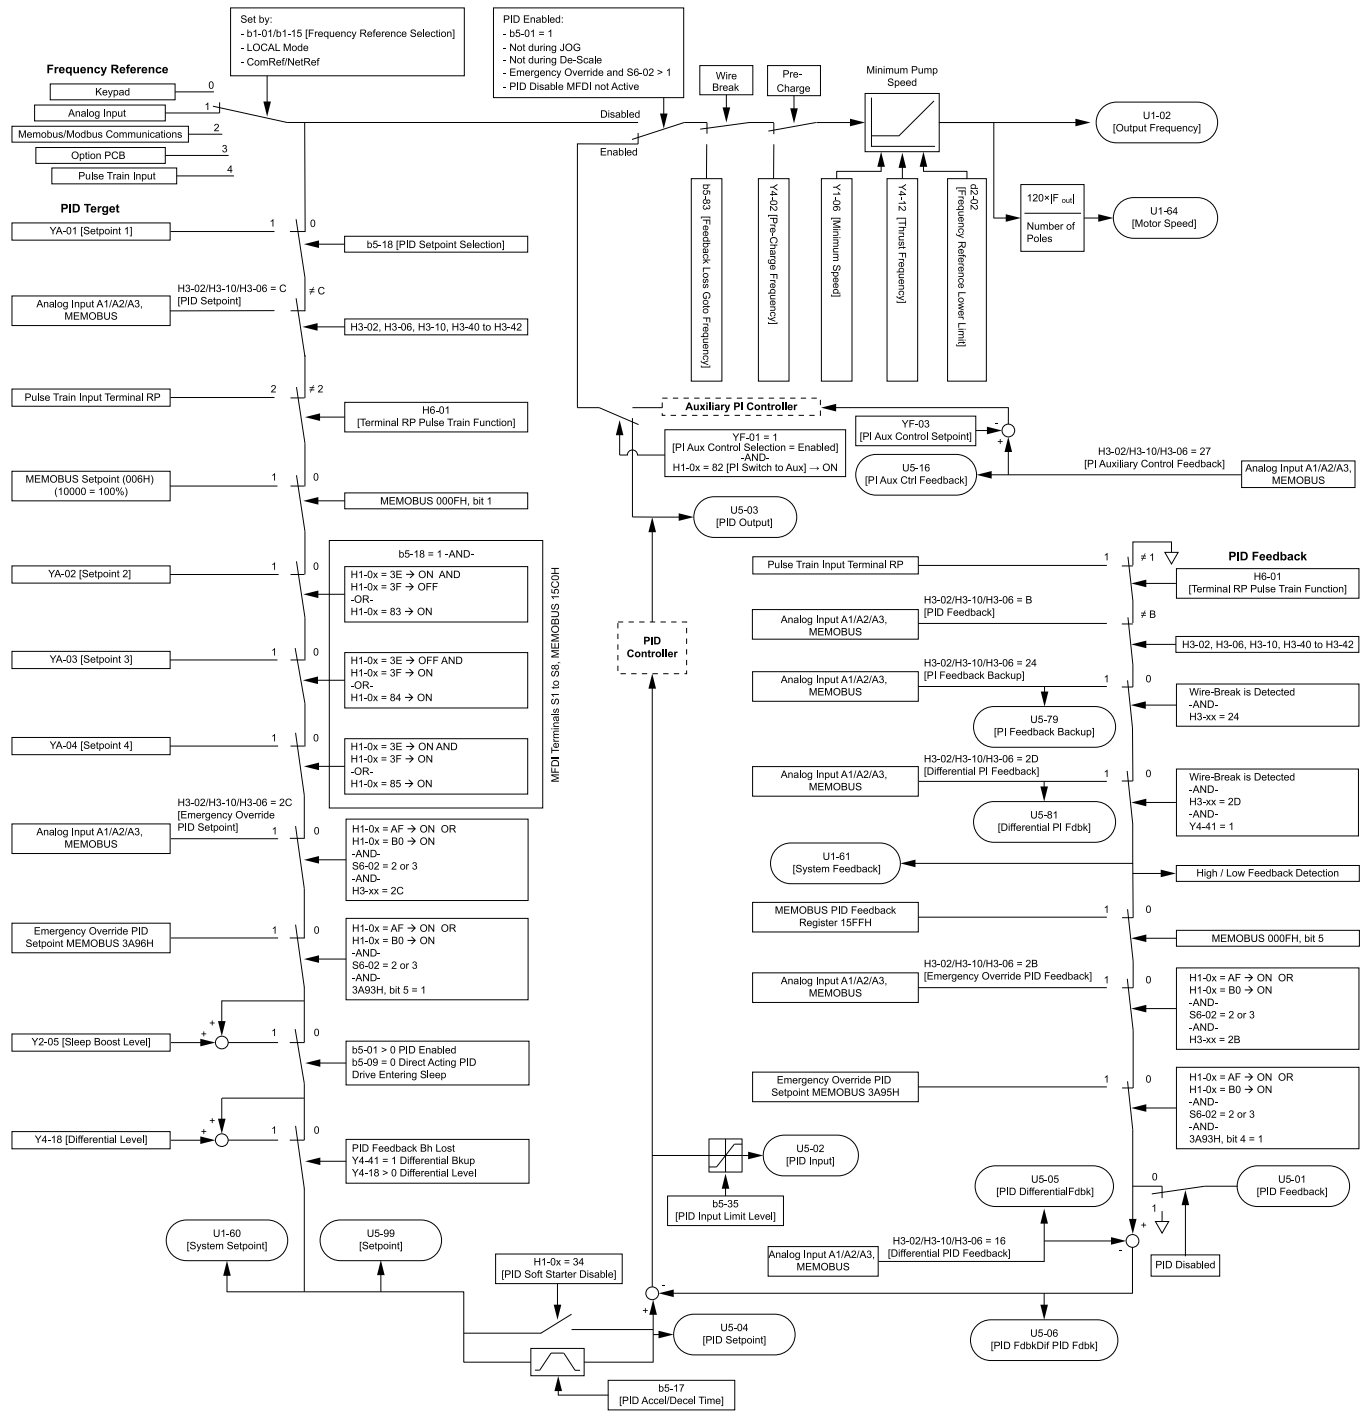 Set by:
- b1-01/b1-15 [Frequency Reference Selection]
- LOCAL Mode
- ComRef/NetRef
PID Enabled:
- b5-01 = 1
- Not during JOG
- Not during De-Scale
- Emergency Override and S6-02 > 1
- PID Disable MFDI not Active
Frequency Reference
Keypad
0
Analog Input
1
Memobus/Modbus Communications
2
Option PCB
3
Pulse Train Input
4
Disabled
Enabled
Wire
Break
Pre-
Charge
Minimum Pump
Speed
U1-02
[Output Frequency]
120×|F out|
Number of
Poles
U1-64
[Motor Speed]
b5-83 [Feedback Loss Goto Frequency]
Y4-02 [Pre-Charge Frequency]
Y1-06 [Minimum Speed]
Y4-12 [Thrust Frequency]
d2-02
[Frequency Reference Lower Limit]
PID Terget
YA-01 [Setpoint 1]
1
0
b5-18 [PID Setpoint Selection]
Analog Input A1/A2/A3,
MEMOBUS
H3-02/H3-10/H3-06 = C
[PID Setpoint]
≠ C
H3-02, H3-06, H3-10, H3-40 to H3-42
Pulse Train Input Terminal RP
2
≠ 2
H6-01
[Terminal RP Pulse Train Function]
MEMOBUS Setpoint (006H)
(10000 = 100%)
1
0
MEMOBUS 000FH, bit 1
YA-02 [Setpoint 2]
1
0
b5-18 = 1 -AND-
H1-0x = 3E → ON  AND
H1-0x = 3F → OFF
-OR-
H1-0x = 83 → ON
YA-03 [Setpoint 3]
1
0
H1-0x = 3E → OFF AND
H1-0x = 3F → ON
-OR-
H1-0x = 84 → ON
YA-04 [Setpoint 4]
1
0
H1-0x = 3E → ON AND
H1-0x = 3F → ON
-OR-
H1-0x = 85 → ON
MFDI Terminals S1 to S8, MEMOBUS 15C0H
H3-02/H3-10/H3-06 = 2C
[Emergency Override
PID Setpoint]
Analog Input A1/A2/A3,
MEMOBUS
1
0
H1-0x = AF → ON  OR
H1-0x = B0 → ON
-AND-
S6-02 = 2 or 3
-AND-
H3-xx = 2C
Emergency Override PID
Setpoint MEMOBUS 3A96H
1
0
H1-0x = AF → ON  OR
H1-0x = B0 → ON
-AND-
S6-02 = 2 or 3
-AND-
3A93H, bit 5 = 1
Y2-05 [Sleep Boost Level]
+
+
1
0
b5-01 > 0 PID Enabled
b5-09 = 0 Direct Acting PID
Drive Entering Sleep
Y4-18 [Differential Level]
+
+
1
0
PID Feedback Bh Lost
Y4-41 = 1 Differential Bkup
Y4-18 > 0 Differential Level
U1-60
[System Setpoint]
U5-99
[Setpoint]
H1-0x = 34
[PID Soft Starter Disable]
b5-17
[PID Accel/Decel Time]
U5-04
[PID Setpoint]
-
+
Auxiliary PI Controller
YF-01 = 1
[PI Aux Control Selection = Enabled]
-AND-
H1-0x = 82 [PI Switch to Aux] → ON
YF-03
[PI Aux Control Setpoint]
-
+
U5-16
[PI Aux Ctrl Feedback]
H3-02/H3-10/H3-06 = 27
[PI Auxiliary Control Feedback]
Analog Input A1/A2/A3,
MEMOBUS
U5-03
[PID Output]
PID
Controller
U5-02
[PID Input]
b5-35
[PID Input Limit Level]
PID Feedback
Pulse Train Input Terminal RP
1
≠ 1
H6-01
[Terminal RP Pulse Train Function]
Analog Input A1/A2/A3,
MEMOBUS
H3-02/H3-10/H3-06 = B
[PID Feedback]
≠ B
H3-02, H3-06, H3-10, H3-40 to H3-42
Analog Input A1/A2/A3,
MEMOBUS
H3-02/H3-10/H3-06 = 24
[PI Feedback Backup]
1
0
Wire-Break is Detected
-AND-
H3-xx = 24
U5-79
[PI Feedback Backup]
Analog Input A1/A2/A3,
MEMOBUS
H3-02/H3-10/H3-06 = 2D
[Differential PI Feedback]
1
0
Wire-Break is Detected
-AND-
H3-xx = 2D
-AND-
Y4-41 = 1
U5-81
[Differential PI Fdbk]
U1-61
[System Feedback]
High / Low Feedback Detection
MEMOBUS PID Feedback
Register 15FFH
1
0
MEMOBUS 000FH, bit 5
Analog Input A1/A2/A3,
MEMOBUS
H3-02/H3-10/H3-06 = 2B
[Emergency Override PID Feedback]
1
0
H1-0x = AF → ON  OR
H1-0x = B0 → ON
-AND-
S6-02 = 2 or 3
-AND-
H3-xx = 2B
Emergency Override PID
Setpoint MEMOBUS 3A95H
1
0
H1-0x = AF → ON  OR
H1-0x = B0 → ON
-AND-
S6-02 = 2 or 3
-AND-
3A93H, bit 4 = 1
U5-05
[PID DifferentialFdbk]
0
1
U5-01
[PID Feedback]
PID Disabled
Analog Input A1/A2/A3,
MEMOBUS
H3-02/H3-10/H3-06 = 16
[Differential PID Feedback]
+
-
U5-06
[PID FdbkDif PID Fdbk]